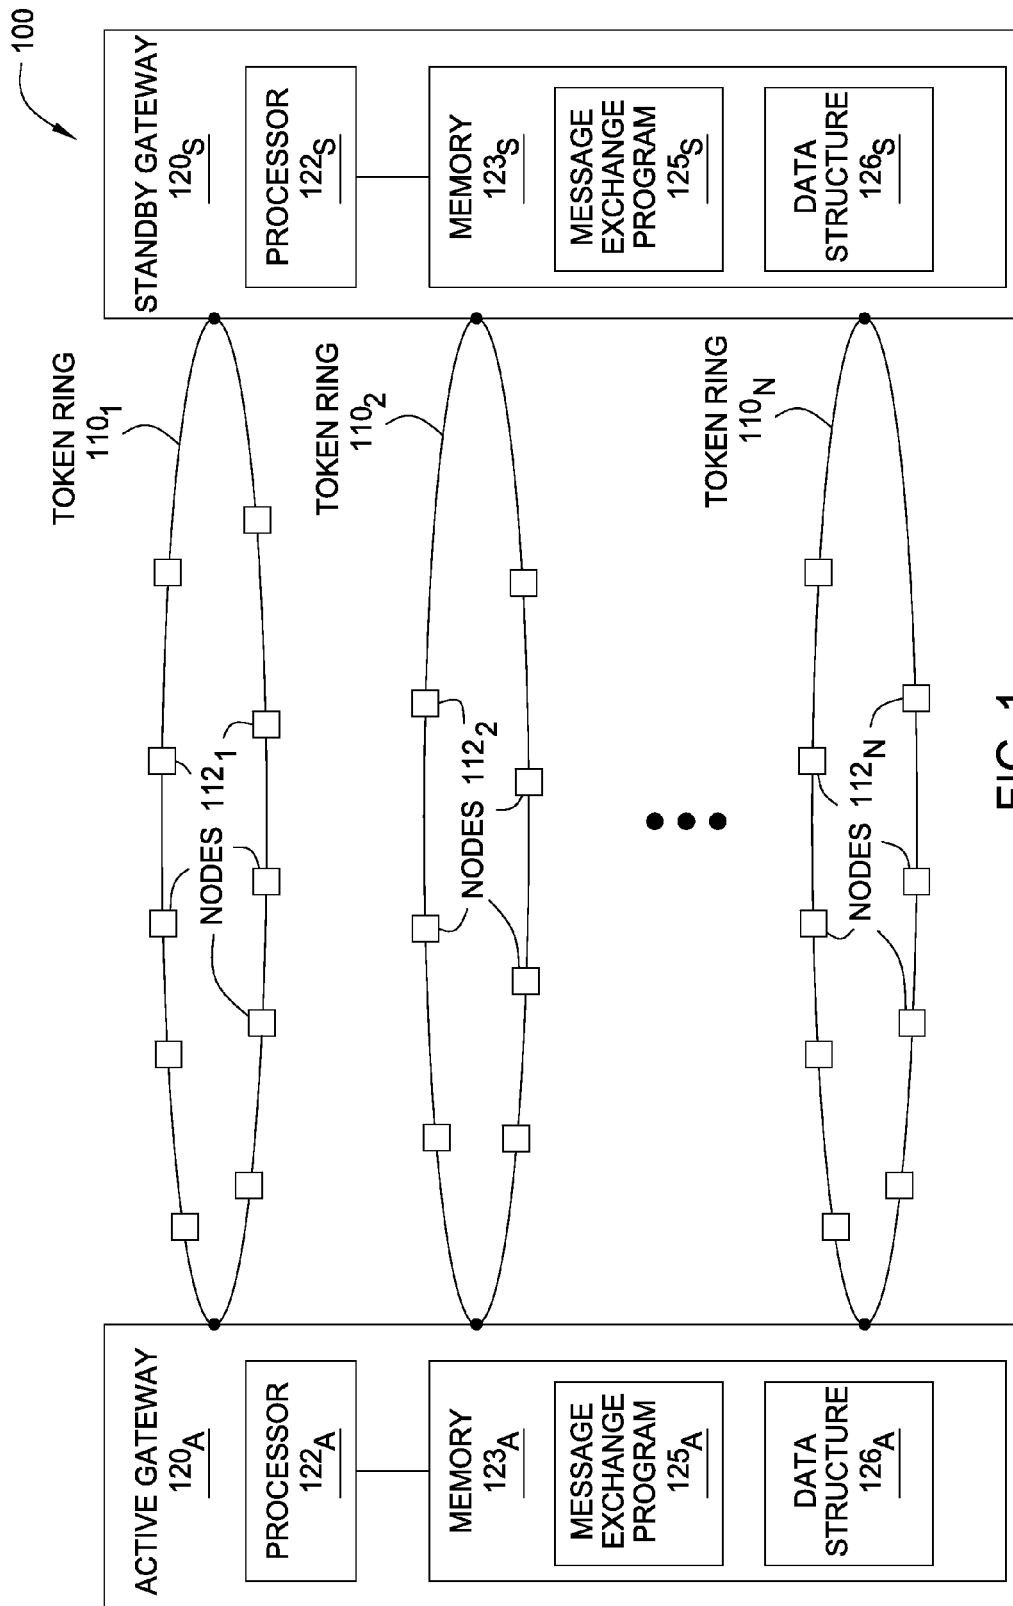 100
ACTIVE GATEWAY
120A
PROCESSOR
122A
MEMORY
123A
MESSAGE
EXCHANGE
PROGRAM
125A
DATA
STRUCTURE
126A
TOKEN RING
1101
NODES 1121
TOKEN RING
1102
NODES 1122
TOKEN RING
110N
NODES 112N
STANDBY GATEWAY
120S
PROCESSOR
122S
MEMORY
123S
MESSAGE
EXCHANGE
PROGRAM
125S
DATA
STRUCTURE
126S